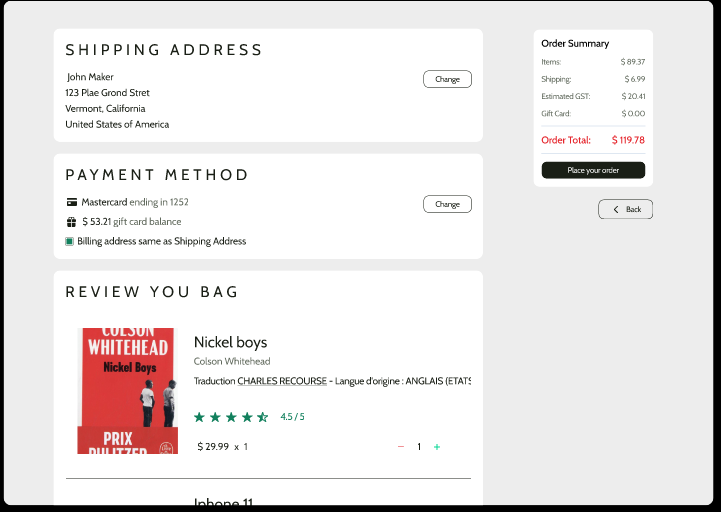 SHIPPING ADDRESS
John Maker
123 Plae Grond Stret
Vermont, California
United States of America
Change
PAYMENT METHOD
Mastercard ending in 1252
$ 53.21 gift card balance
Billing address same as Shipping Address
Change
REVIEW YOU BAG
COLSON
WHITEHEAD
Nickel Boys
PRIX
PULITZER
Nickel boys
Colson Whitehead
Traduction CHARLES RECOURSE - Langue d'origine : ANGLAIS (ETATS
4.5 / 5
$ 29.99 x 1
− 1 +
Iphone 11
Order Summary
Items: $ 89.37
Shipping: $ 6.99
Estimated GST: $ 20.41
Gift Card: $ 0.00
Order Total: $ 119.78
Place your order
Back